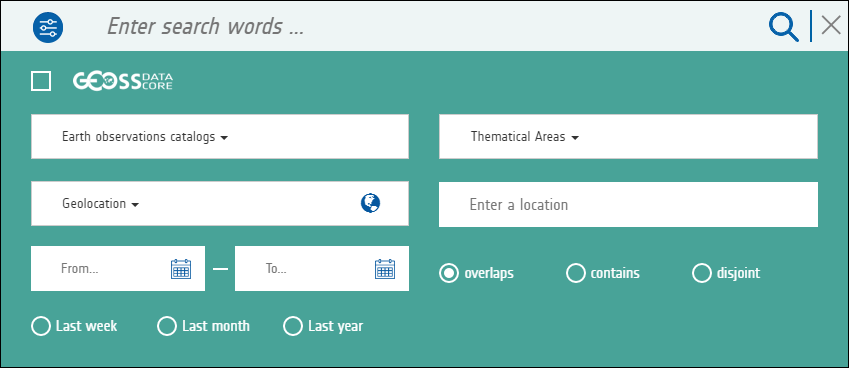 Enter search words ...
GEOSS DATA CORE
Earth observations catalogs
Thematical Areas
Geolocation
Enter a location
From...
To...
overlaps
contains
disjoint
Last week
Last month
Last year